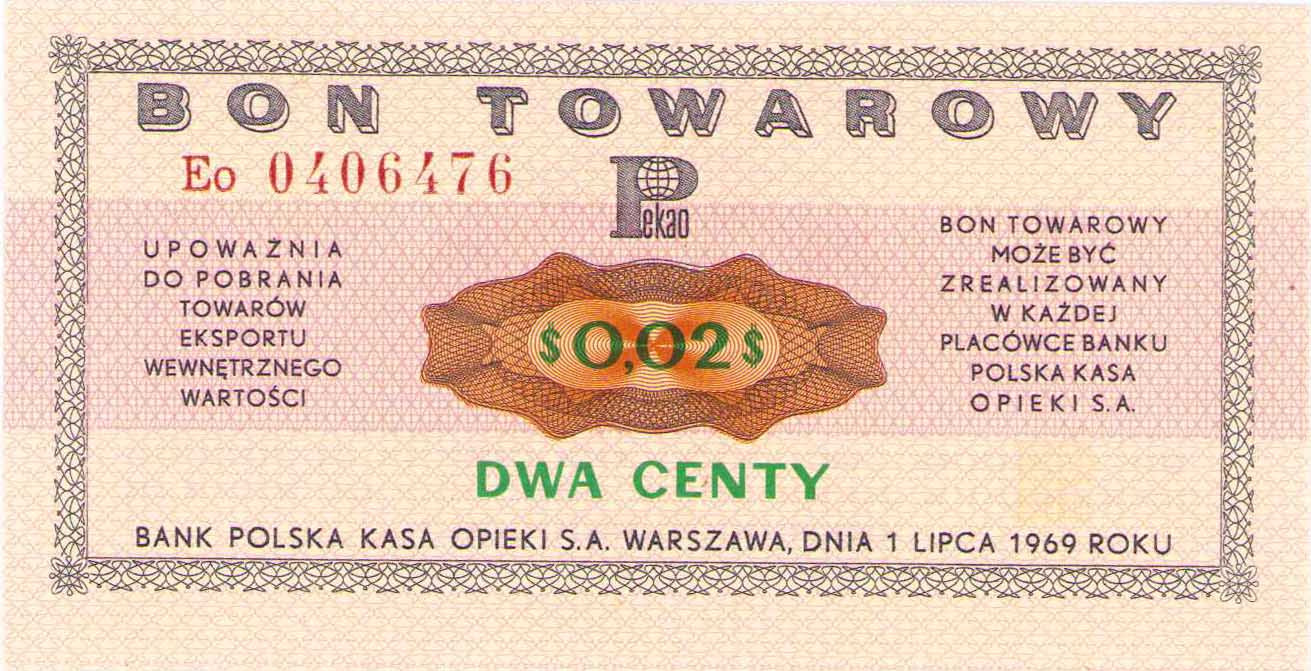 BON TOWAROWY
Eo 0406476
Pekao
UPOWAŻNIA
DO POBRANIA
TOWARÓW
EKSPORTU
WEWNĘTRZNEGO
WARTOŚCI
$0,02$
BON TOWAROWY
MOŻE BYĆ
ZREALIZOWANY
W KAŻDEJ
PLACÓWCE BANKU
POLSKA KASA
OPIEKI S.A.
DWA CENTY
BANK POLSKA KASA OPIEKI S.A. WARSZAWA, DNIA 1 LIPCA 1969 ROKU